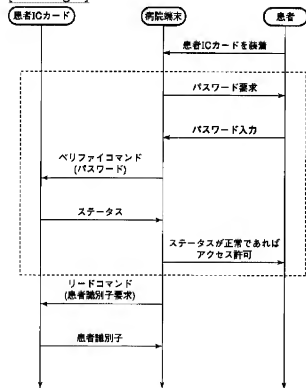 患者ICカード
病院端末
患者
患者ICカードを装着
パスワード要求
パスワード入力
ベリファイコマンド
(パスワード)
ステータス
ステータスが正常であれば
アクセス許可
リードコマンド
(患者識別子要求)
患者識別子